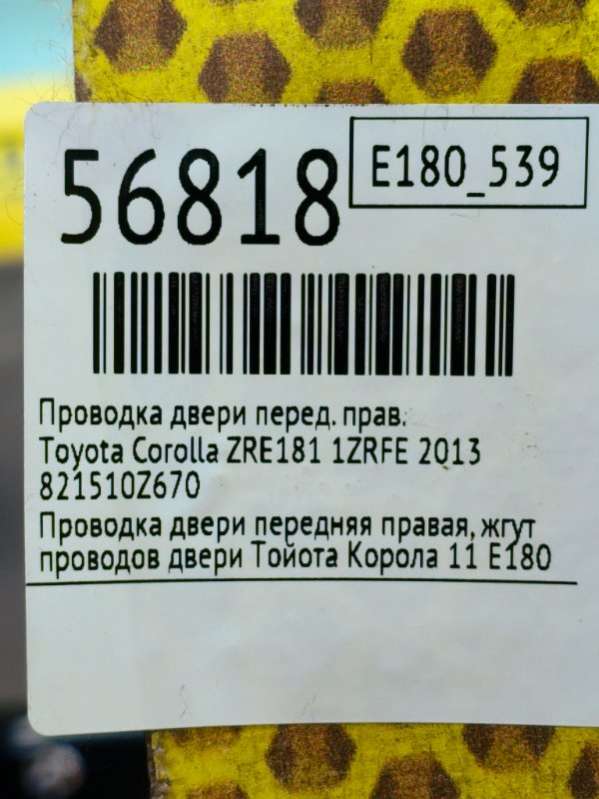 56818
E180_539
Проводка двери перед. прав.
Toyota Corolla ZRE181 1ZRFE 2013
821510Z670
Проводка двери передняя правая, жгут
проводов двери Тойота Корола 11 Е180